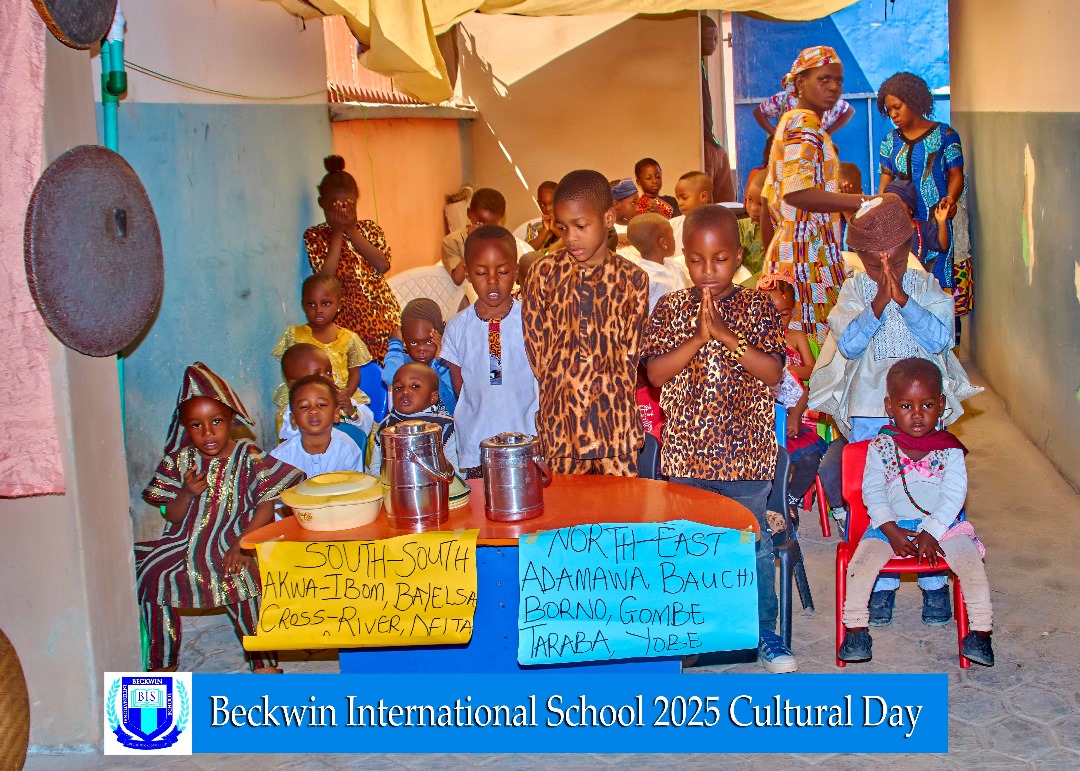 SOUTH-SOUTH
AKWA-IBOM, BAYELSA
CROSS-RIVER,
NORTH-EAST
ADAMAWA, BAUCHI
BORNO, GOMBE
TARABA, YOBE
BECKWIN
BIS
Beckwin International School 2025 Cultural Day